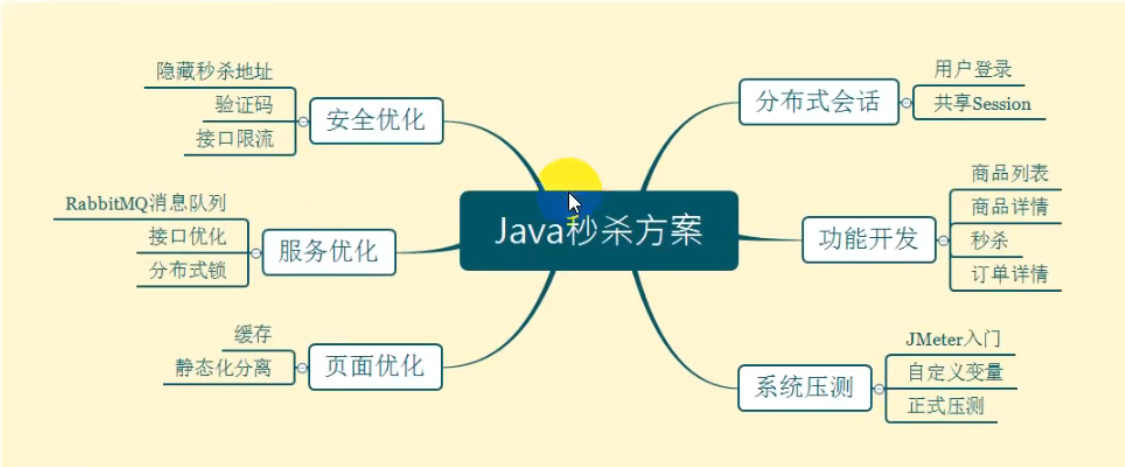 Java秒杀方案
分布式会话
用户登录
共享Session
功能开发
商品列表
商品详情
秒杀
订单详情
系统压测
JMeter入门
自定义变量
正式压测
安全优化
隐藏秒杀地址
验证码
接口限流
服务优化
RabbitMQ消息队列
接口优化
分布式锁
页面优化
缓存
静态化分离